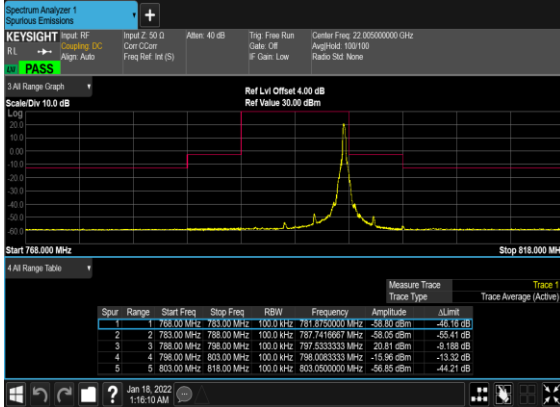 Spectrum Analyzer 1
Spurious Emissions
KEYSIGHT
RL
Input: RF
Coupling: DC
Align: Auto
Input Z: 50 Ω
Corr CCorr
Freq Ref: Int (S)
Atten: 40 dB
Trig: Free Run
Gate: Off
IF Gain: Low
Center Freq: 22.005000000 GHz
Avg|Hold: 100/100
Radio Std: None
PASS
3 All Range Graph
Scale/Div 10.0 dB
Ref Lvl Offset 4.00 dB
Ref Value 30.00 dBm
Log
20.0
10.0
0.00
-10.0
-20.0
-30.0
-40.0
-50.0
-60.0
Start 768.000 MHz
Stop 818.000 MHz
4 All Range Table
Measure Trace Trace 1
Trace Type Trace Average (Active)
Spur Range Start Freq Stop Freq RBW Frequency Amplitude ΔLimit
1 1 768.00 MHz 783.00 MHz 100.0 kHz 781.8750000 MHz -58.80 dBm -46.16 dB
2 2 783.00 MHz 788.00 MHz 100.0 kHz 787.7416667 MHz -58.05 dBm -55.41 dB
3 3 788.00 MHz 798.00 MHz 100.0 kHz 797.5333333 MHz 20.81 dBm -9.188 dB
4 4 798.00 MHz 803.00 MHz 100.0 kHz 798.0083333 MHz -15.96 dBm -13.32 dB
5 5 803.00 MHz 818.00 MHz 100.0 kHz 803.0500000 MHz -56.85 dBm -44.21 dB
?
Jan 18, 2022
1:16:10 AM